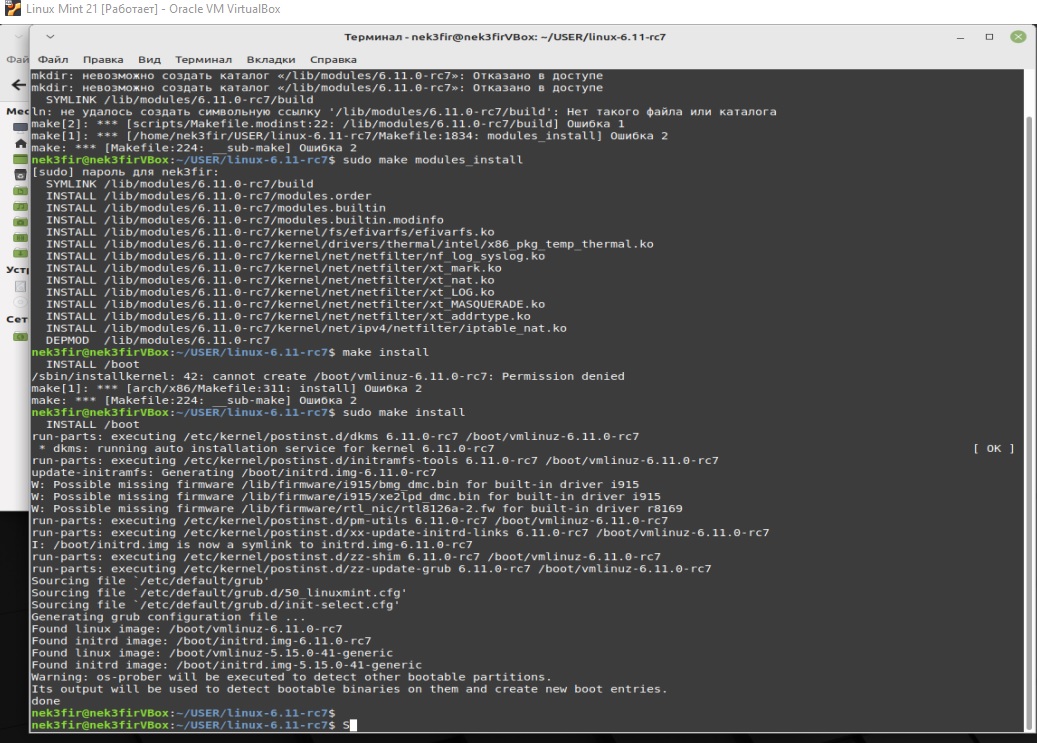 Linux Mint 21 [Работает] - Oracle VM VirtualBox
Терминал - nek3fir@nek3firVBox: ~/USER/linux-6.11-rc7
Файл Правка Вид Терминал Вкладки Справка
mkdir: невозможно создать каталог «/lib/modules/6.11.0-rc7»: Отказано в доступе
mkdir: невозможно создать каталог «/lib/modules/6.11.0-rc7»: Отказано в доступе
  SYMLINK /lib/modules/6.11.0-rc7/build
ln: не удалось создать символьную ссылку '/lib/modules/6.11.0-rc7/build': Нет такого файла или каталога
make[2]: *** [scripts/Makefile.modinst:22: /lib/modules/6.11.0-rc7/build] Ошибка 1
make[1]: *** [/home/nek3fir/USER/linux-6.11-rc7/Makefile:1834: modules_install] Ошибка 2
make: *** [Makefile:224: __sub-make] Ошибка 2
nek3fir@nek3firVBox:~/USER/linux-6.11-rc7$ sudo make modules_install
[sudo] пароль для nek3fir:
  SYMLINK /lib/modules/6.11.0-rc7/build
  INSTALL /lib/modules/6.11.0-rc7/modules.order
  INSTALL /lib/modules/6.11.0-rc7/modules.builtin
  INSTALL /lib/modules/6.11.0-rc7/modules.builtin.modinfo
  INSTALL /lib/modules/6.11.0-rc7/kernel/fs/efivarfs/efivarfs.ko
  INSTALL /lib/modules/6.11.0-rc7/kernel/drivers/thermal/intel/x86_pkg_temp_thermal.ko
  INSTALL /lib/modules/6.11.0-rc7/kernel/net/netfilter/nf_log_syslog.ko
  INSTALL /lib/modules/6.11.0-rc7/kernel/net/netfilter/xt_mark.ko
  INSTALL /lib/modules/6.11.0-rc7/kernel/net/netfilter/xt_nat.ko
  INSTALL /lib/modules/6.11.0-rc7/kernel/net/netfilter/xt_LOG.ko
  INSTALL /lib/modules/6.11.0-rc7/kernel/net/netfilter/xt_MASQUERADE.ko
  INSTALL /lib/modules/6.11.0-rc7/kernel/net/netfilter/xt_addrtype.ko
  INSTALL /lib/modules/6.11.0-rc7/kernel/net/ipv4/netfilter/iptable_nat.ko
  DEPMOD  /lib/modules/6.11.0-rc7
nek3fir@nek3firVBox:~/USER/linux-6.11-rc7$ make install
  INSTALL /boot
/sbin/installkernel: 42: cannot create /boot/vmlinuz-6.11.0-rc7: Permission denied
make[1]: *** [arch/x86/Makefile:311: install] Ошибка 2
make: *** [Makefile:224: __sub-make] Ошибка 2
nek3fir@nek3firVBox:~/USER/linux-6.11-rc7$ sudo make install
  INSTALL /boot
run-parts: executing /etc/kernel/postinst.d/dkms 6.11.0-rc7 /boot/vmlinuz-6.11.0-rc7
 * dkms: running auto installation service for kernel 6.11.0-rc7 [ OK ]
run-parts: executing /etc/kernel/postinst.d/initramfs-tools 6.11.0-rc7 /boot/vmlinuz-6.11.0-rc7
update-initramfs: Generating /boot/initrd.img-6.11.0-rc7
W: Possible missing firmware /lib/firmware/i915/bmg_dmc.bin for built-in driver i915
W: Possible missing firmware /lib/firmware/i915/xe2lpd_dmc.bin for built-in driver i915
W: Possible missing firmware /lib/firmware/rtl_nic/rtl8126a-2.fw for built-in driver r8169
run-parts: executing /etc/kernel/postinst.d/pm-utils 6.11.0-rc7 /boot/vmlinuz-6.11.0-rc7
run-parts: executing /etc/kernel/postinst.d/xx-update-initrd-links 6.11.0-rc7 /boot/vmlinuz-6.11.0-rc7
I: /boot/initrd.img is now a symlink to initrd.img-6.11.0-rc7
run-parts: executing /etc/kernel/postinst.d/zz-shim 6.11.0-rc7 /boot/vmlinuz-6.11.0-rc7
run-parts: executing /etc/kernel/postinst.d/zz-update-grub 6.11.0-rc7 /boot/vmlinuz-6.11.0-rc7
Sourcing file `/etc/default/grub'
Sourcing file `/etc/default/grub.d/50_linuxmint.cfg'
Sourcing file `/etc/default/grub.d/init-select.cfg'
Generating grub configuration file ...
Found linux image: /boot/vmlinuz-6.11.0-rc7
Found initrd image: /boot/initrd.img-6.11.0-rc7
Found linux image: /boot/vmlinuz-5.15.0-41-generic
Found initrd image: /boot/initrd.img-5.15.0-41-generic
Warning: os-prober will be executed to detect other bootable partitions.
Its output will be used to detect bootable binaries on them and create new boot entries.
done
nek3fir@nek3firVBox:~/USER/linux-6.11-rc7$
nek3fir@nek3firVBox:~/USER/linux-6.11-rc7$ S
Фай
Мес
Устр
Сет